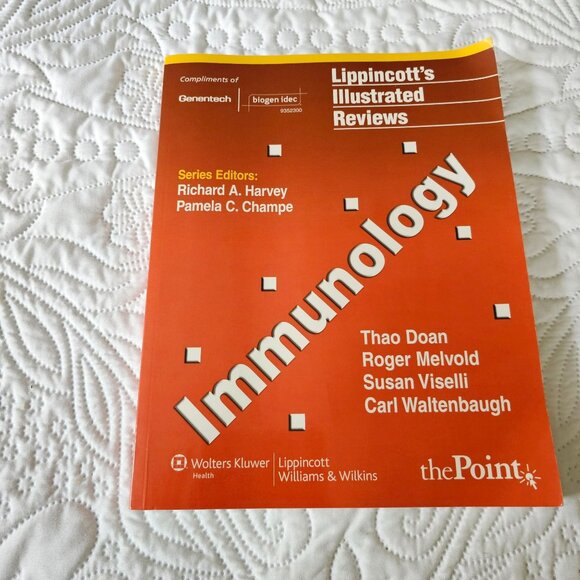 Compliments of
Genentech
biogen idec
9352300
Lippincott's
Illustrated
Reviews
Series Editors:
Richard A. Harvey
Pamela C. Champe
Immunology
Thao Doan
Roger Melvold
Susan Viselli
Carl Waltenbaugh
Wolters Kluwer
Health
Lippincott
Williams & Wilkins
thePoint